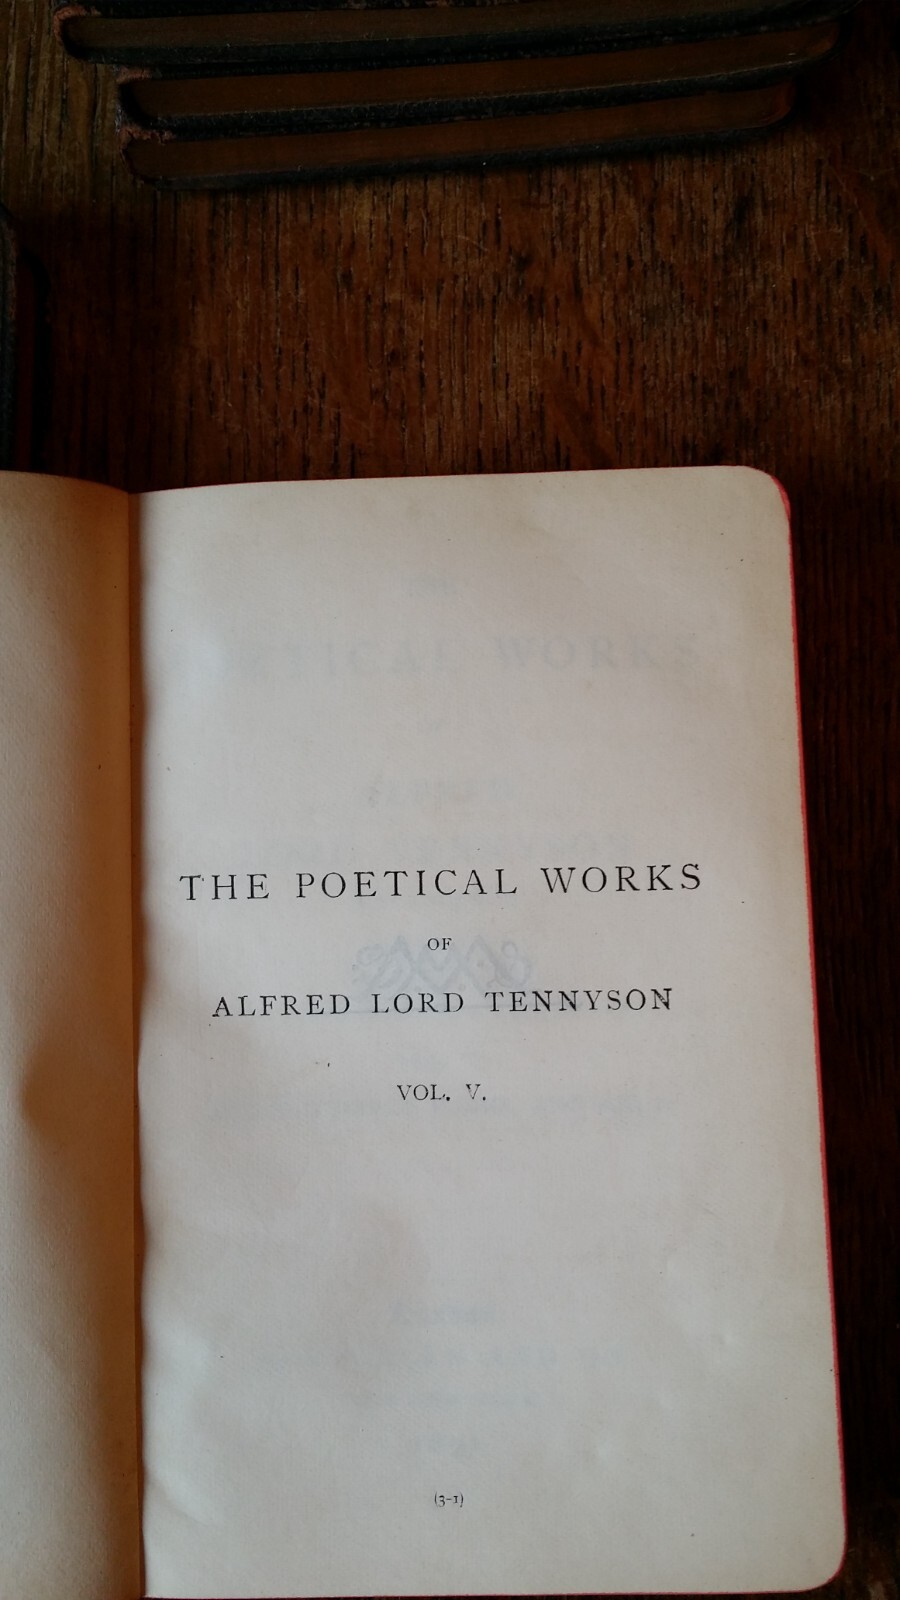 THE POETICAL WORKS
OF
ALFRED LORD TENNYSON
VOL. V.
(3-1)